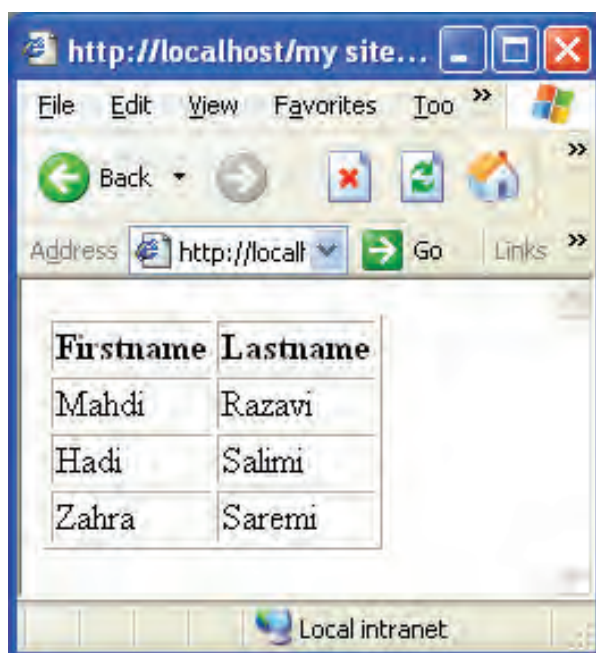 http://localhost/my site...
File Edit View Favorites Too »
Back »
Address http://localh Go Links »
Firstname Lastname
Mahdi Razavi
Hadi Salimi
Zahra Saremi
Local intranet